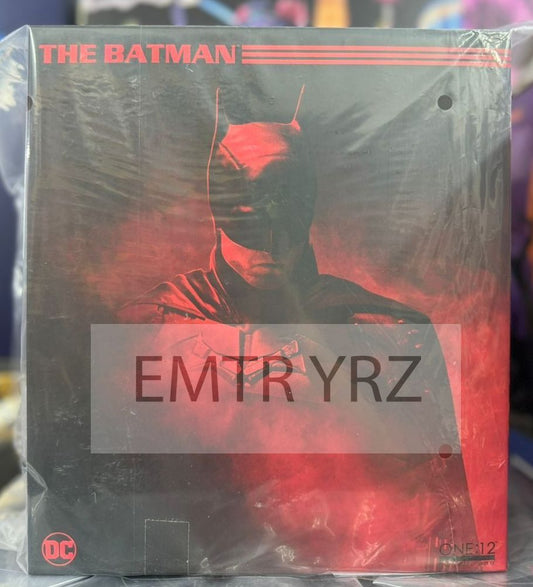 THE BATMAN
EMTR YRZ
DC
ONE:12